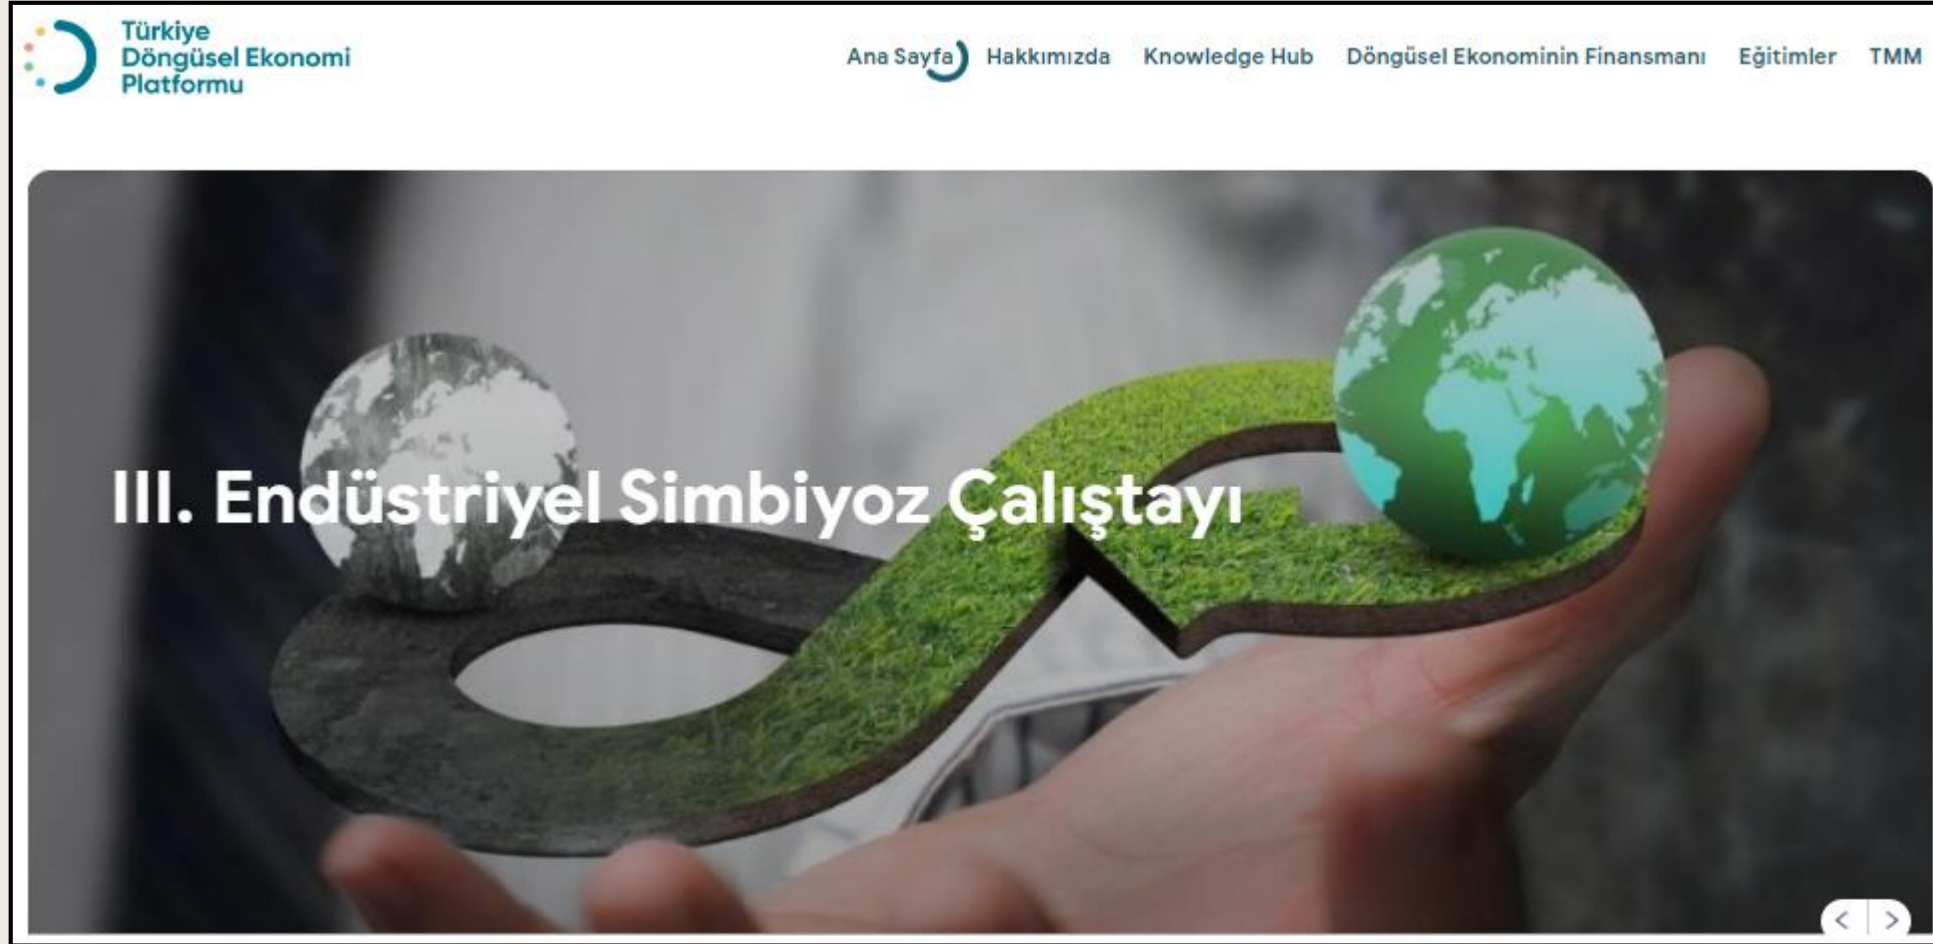 Türkiye
Döngüsel Ekonomi
Platformu
Ana Sayfa Hakkımızda Knowledge Hub Döngüsel Ekonominin Finansmanı Eğitimler TMM
III. Endüstriyel Simbiyoz Çalıştayı